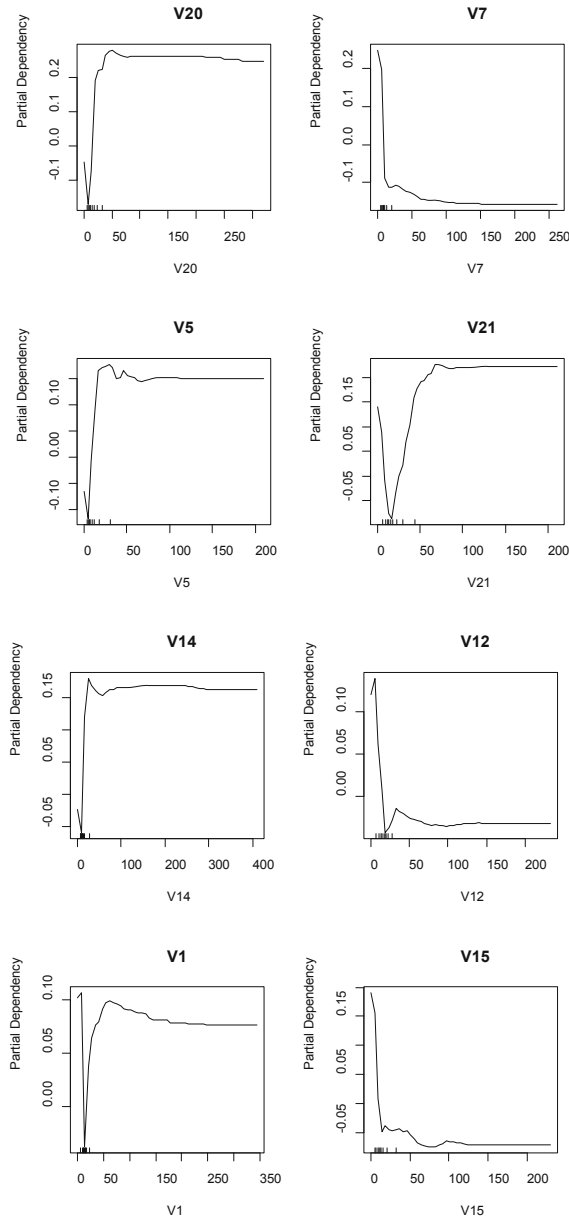 V20
Partial Dependency
0.2
0.0
-0.1
0 50 150 250
V20
V7
Partial Dependency
0.2
0.1
0.0
-0.1
0 50 100 150 200 250
V7
V5
Partial Dependency
0.10
0.00
-0.10
0 50 100 150 200
V5
V21
Partial Dependency
0.15
0.05
-0.05
0 50 100 150 200
V21
V14
Partial Dependency
0.15
0.05
-0.05
0 100 200 300 400
V14
V12
Partial Dependency
0.10
0.05
0.00
0 50 100 150 200
V12
V1
Partial Dependency
0.10
0.05
0.00
0 50 150 250 350
V1
V15
Partial Dependency
0.15
0.05
-0.05
0 50 100 150 200
V15